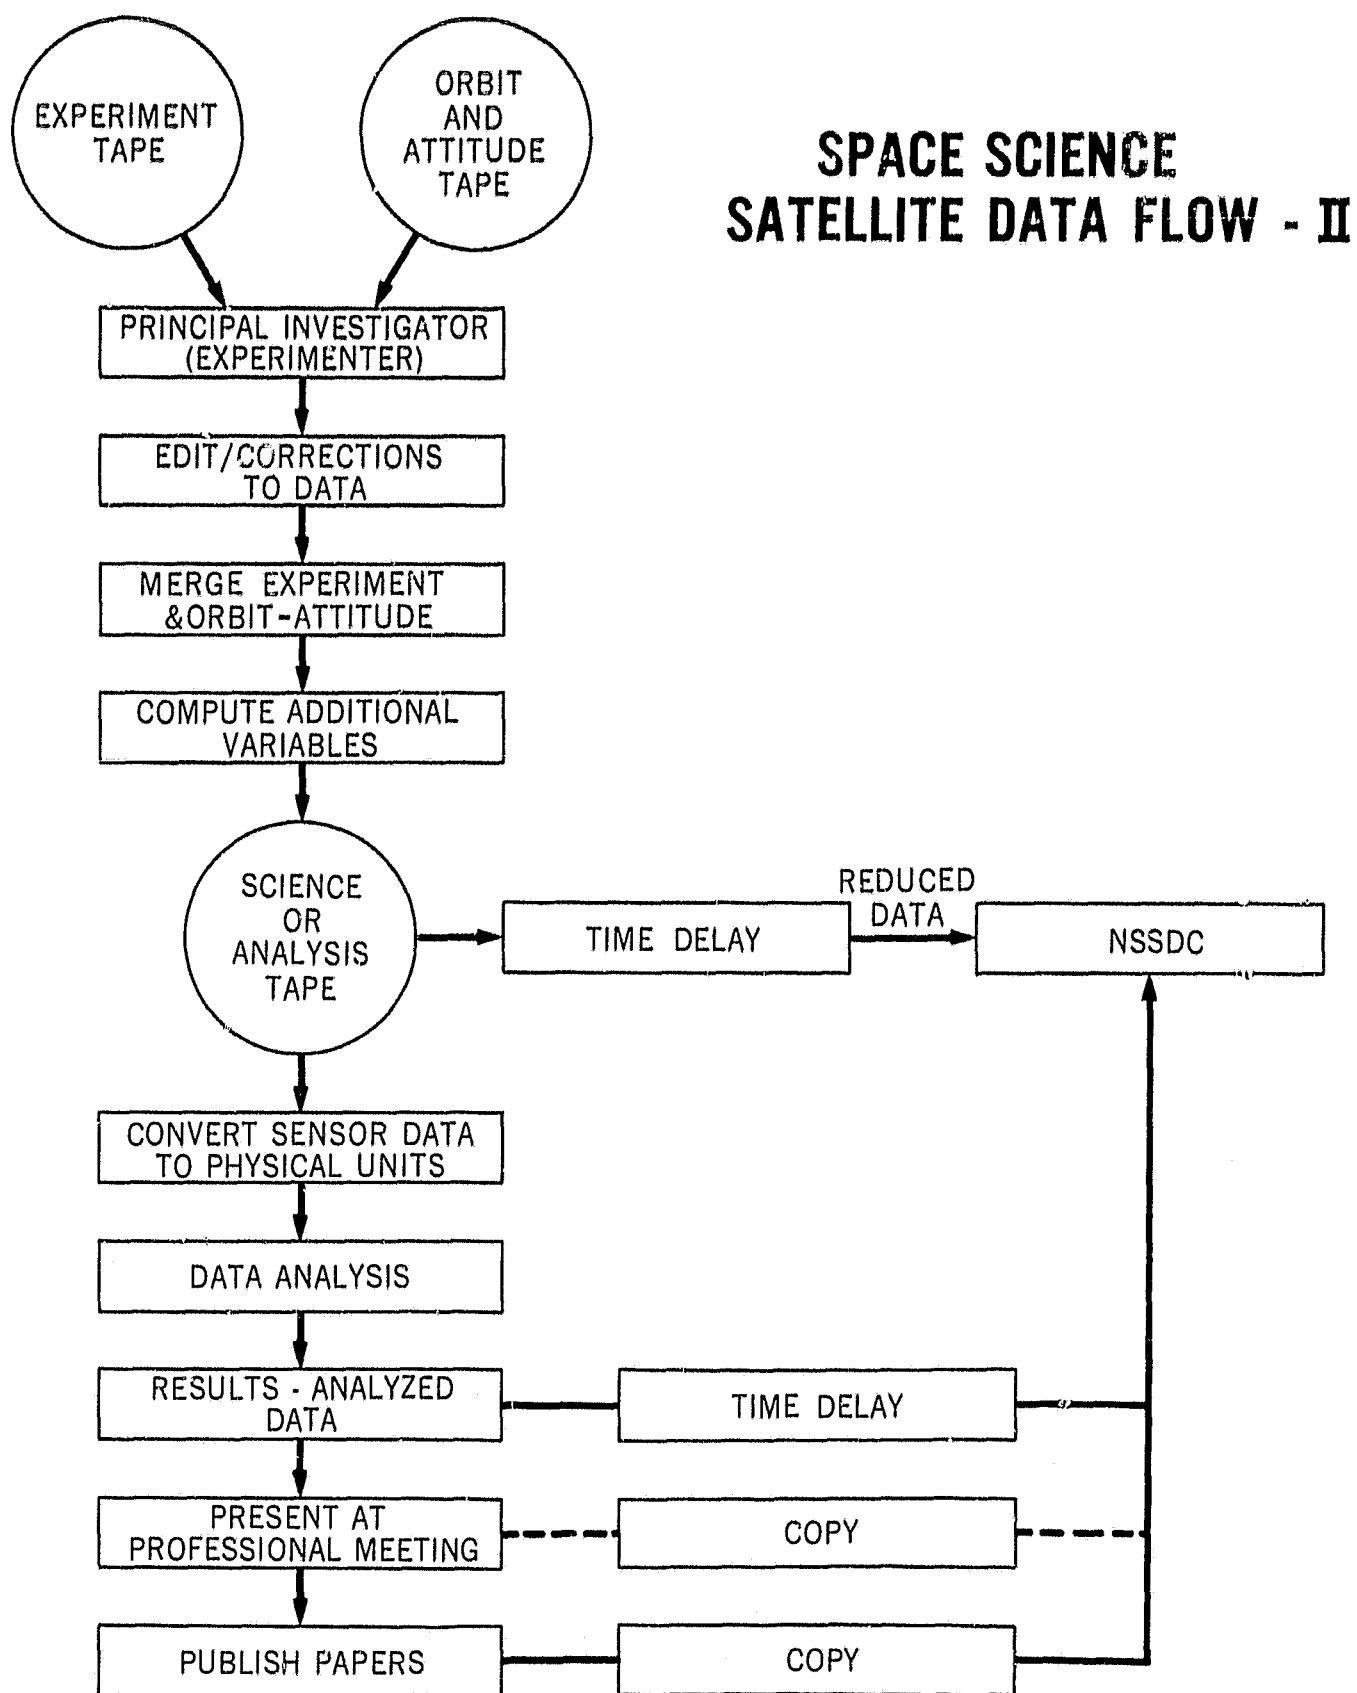 EXPERIMENT
TAPE
ORBIT
AND
ATTITUDE
TAPE
SPACE SCIENCE
SATELLITE DATA FLOW - II
PRINCIPAL INVESTIGATOR
(EXPERIMENTER)
EDIT/CORRECTIONS
TO DATA
MERGE EXPERIMENT
&ORBIT-ATTITUDE
COMPUTE ADDITIONAL
VARIABLES
SCIENCE
OR
ANALYSIS
TAPE
TIME DELAY
REDUCED
DATA
NSSDC
CONVERT SENSOR DATA
TO PHYSICAL UNITS
DATA ANALYSIS
RESULTS - ANALYZED
DATA
TIME DELAY
PRESENT AT
PROFESSIONAL MEETING
COPY
PUBLISH PAPERS
COPY